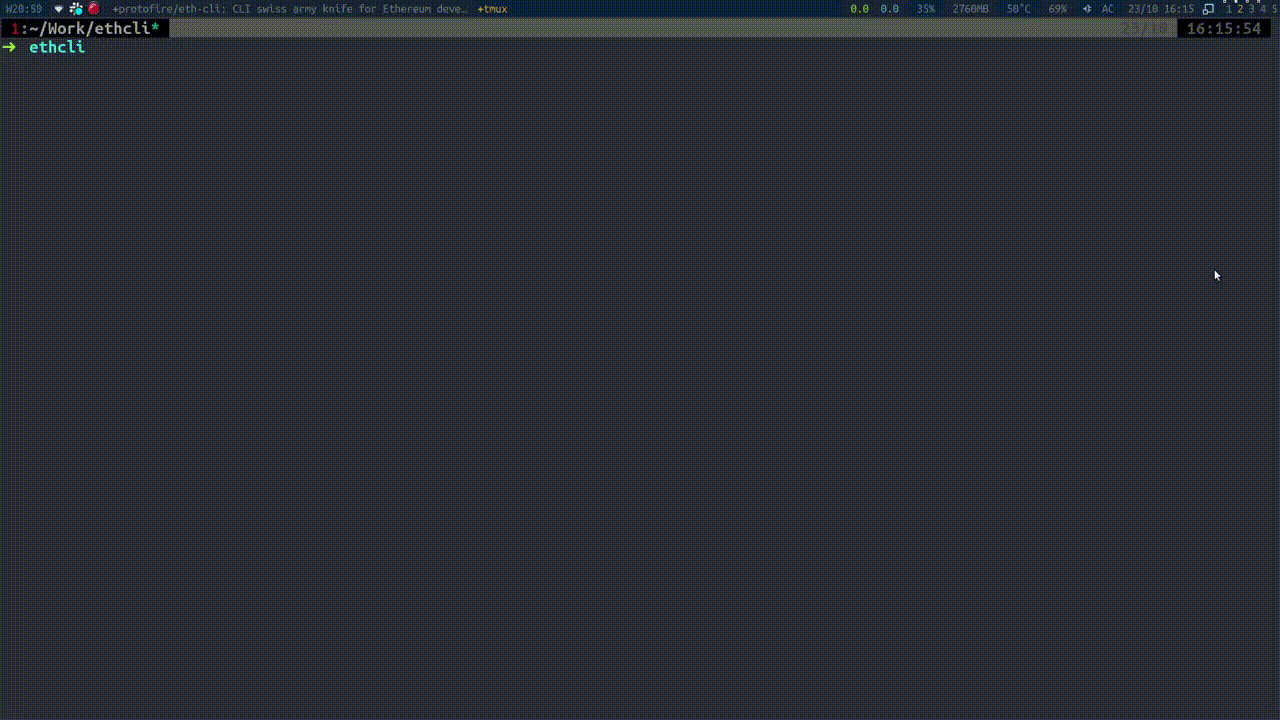 W20:59 +protofire/eth-cli: CLI swiss army knife for Ethereum deve… +tmux 0.0 0.0 35% 2760MB 50°C 69% AC 23/10 16:15 1 2 3 4 5
1:~/Work/ethcli* 23/10 16:15:54
➜ ethcli